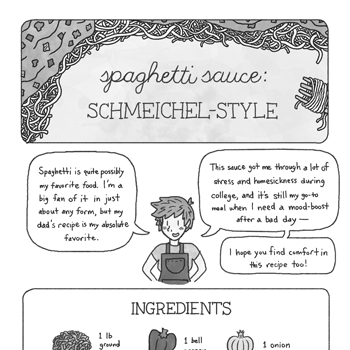 spaghetti sauce:
SCHMEICHEL-STYLE
Spaghetti is quite possibly
my favorite food. I'm a
big fan of it in just
about any form, but my
dad's recipe is my absolute
favorite.
This sauce got me through a lot of
stress and homesickness during
college, and it's still my go-to
meal when I need a mood-boost
after a bad day —
I hope you find comfort in
this recipe too!
INGREDIENTS
1 lb
ground
1 bell
1 onion